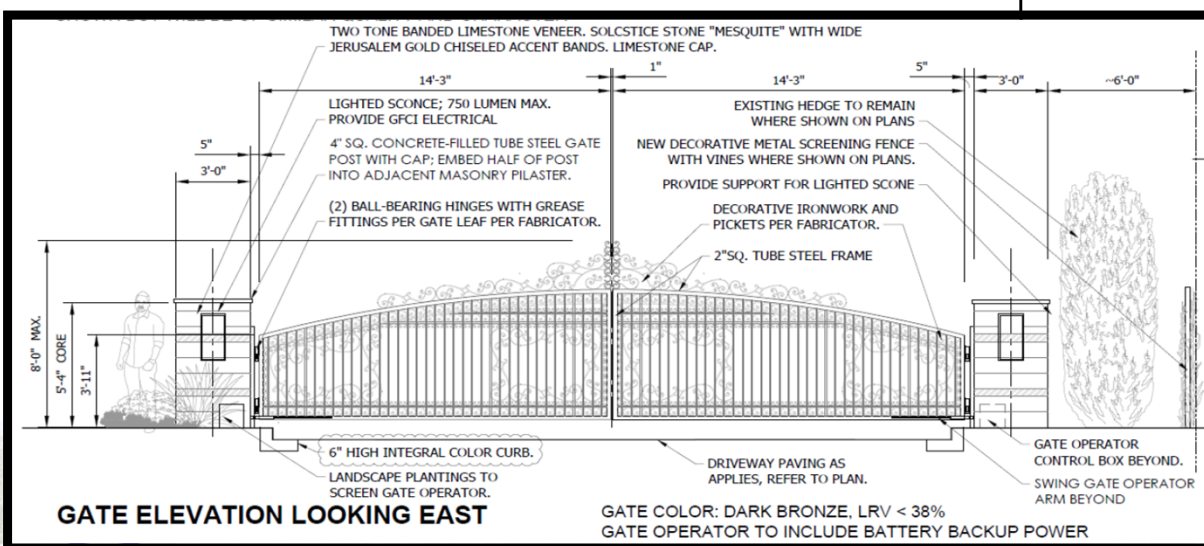 TWO TONE BANDED LIMESTONE VENEER. SOLCSTICE STONE "MESQUITE" WITH WIDE
JERUSALEM GOLD CHISELED ACCENT BANDS. LIMESTONE CAP.
14'-3"
1"
14'-3"
5"
3'-0"
~6'-0"
LIGHTED SCONCE; 750 LUMEN MAX.
PROVIDE GFCI ELECTRICAL
4" SQ. CONCRETE-FILLED TUBE STEEL GATE
POST WITH CAP; EMBED HALF OF POST
INTO ADJACENT MASONRY PILASTER.
(2) BALL-BEARING HINGES WITH GREASE
FITTINGS PER GATE LEAF PER FABRICATOR.
5"
3'-0"
EXISTING HEDGE TO REMAIN
WHERE SHOWN ON PLANS
NEW DECORATIVE METAL SCREENING FENCE
WITH VINES WHERE SHOWN ON PLANS.
PROVIDE SUPPORT FOR LIGHTED SCONE
DECORATIVE IRONWORK AND
PICKETS PER FABRICATOR.
2"SQ. TUBE STEEL FRAME
8'-0" MAX.
5'-4" CORE
3'-11"
6" HIGH INTEGRAL COLOR CURB.
LANDSCAPE PLANTINGS TO
SCREEN GATE OPERATOR.
DRIVEWAY PAVING AS
APPLIES, REFER TO PLAN.
GATE OPERATOR
CONTROL BOX BEYOND.
SWING GATE OPERATOR
ARM BEYOND
GATE ELEVATION LOOKING EAST
GATE COLOR: DARK BRONZE, LRV < 38%
GATE OPERATOR TO INCLUDE BATTERY BACKUP POWER